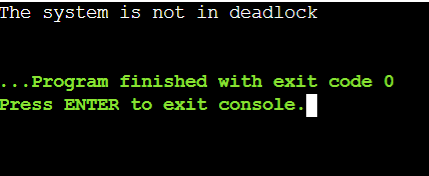 The system is not in deadlock
...Program finished with exit code 0
Press ENTER to exit console.